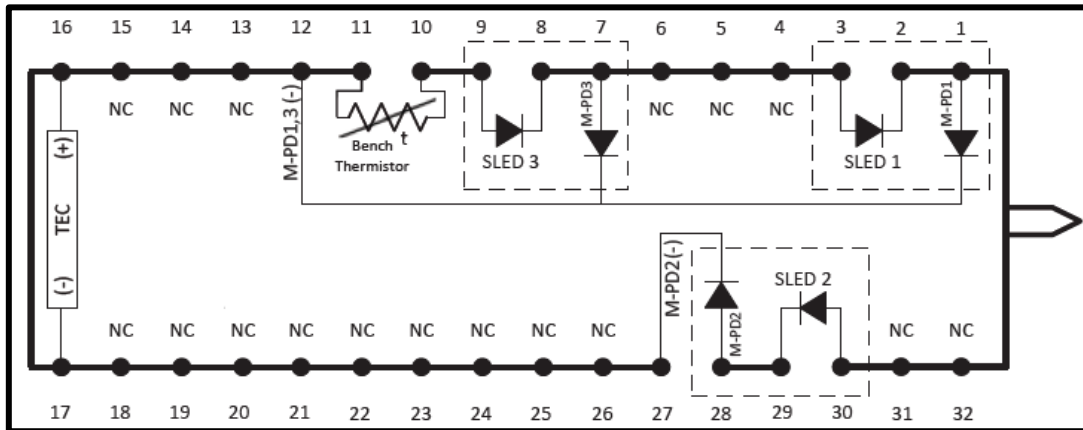 16 15 14 13 12 11 10 9 8 7 6 5 4 3 2 1
NC NC NC NC NC NC
M-PD1,3 (-)
M-PD3
M-PD1
t
Bench
Thermistor
SLED 3
SLED 1
(+)
TEC
(-)
M-PD2(-)
SLED 2
M-PD2
NC NC NC NC NC NC NC NC NC NC NC
17 18 19 20 21 22 23 24 25 26 27 28 29 30 31 32